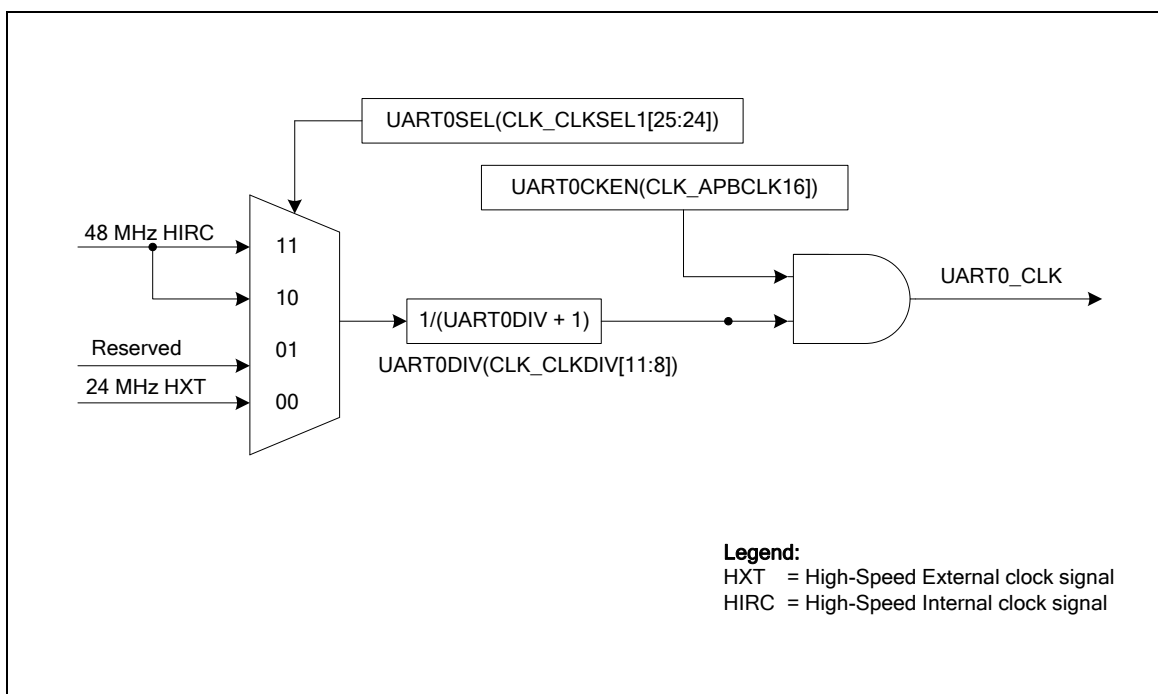 UART0SEL(CLK_CLKSEL1[25:24])
UART0CKEN(CLK_APBCLK16])
48 MHz HIRC
11
10
Reserved
01
24 MHz HXT
00
1/(UART0DIV + 1)
UART0DIV(CLK_CLKDIV[11:8])
UART0_CLK
Legend:
HXT = High-Speed External clock signal
HIRC = High-Speed Internal clock signal